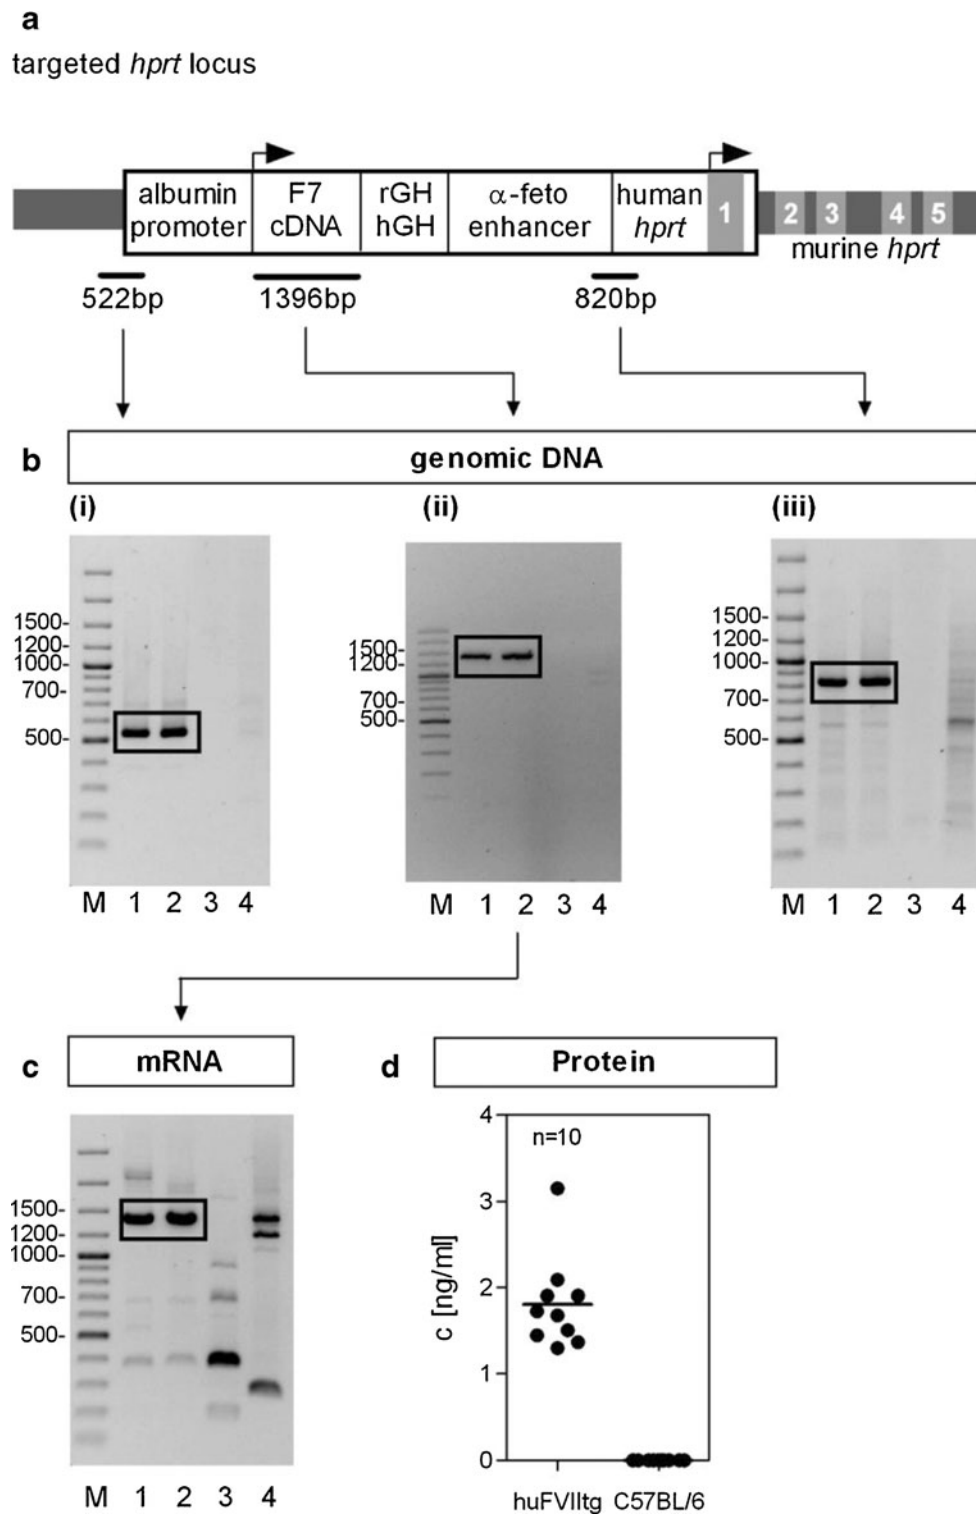 a
targeted hprt locus
albumin promoter
F7 cDNA
rGH hGH
α-feto enhancer
human hprt
1
2 3 4 5
murine hprt
522bp 1396bp 820bp
b
genomic DNA
(i) (ii) (iii)
1500-
1200-
1000-
700-
500-
M 1 2 3 4
1500-
1200-
700-
500-
M 1 2 3 4
1500-
1200-
1000-
700-
500-
M 1 2 3 4
c
mRNA
1500-
1200-
1000-
700-
500-
M 1 2 3 4
d
Protein
n=10
c [ng/ml]
4
3
2
1
0
huFVIItg C57BL/6